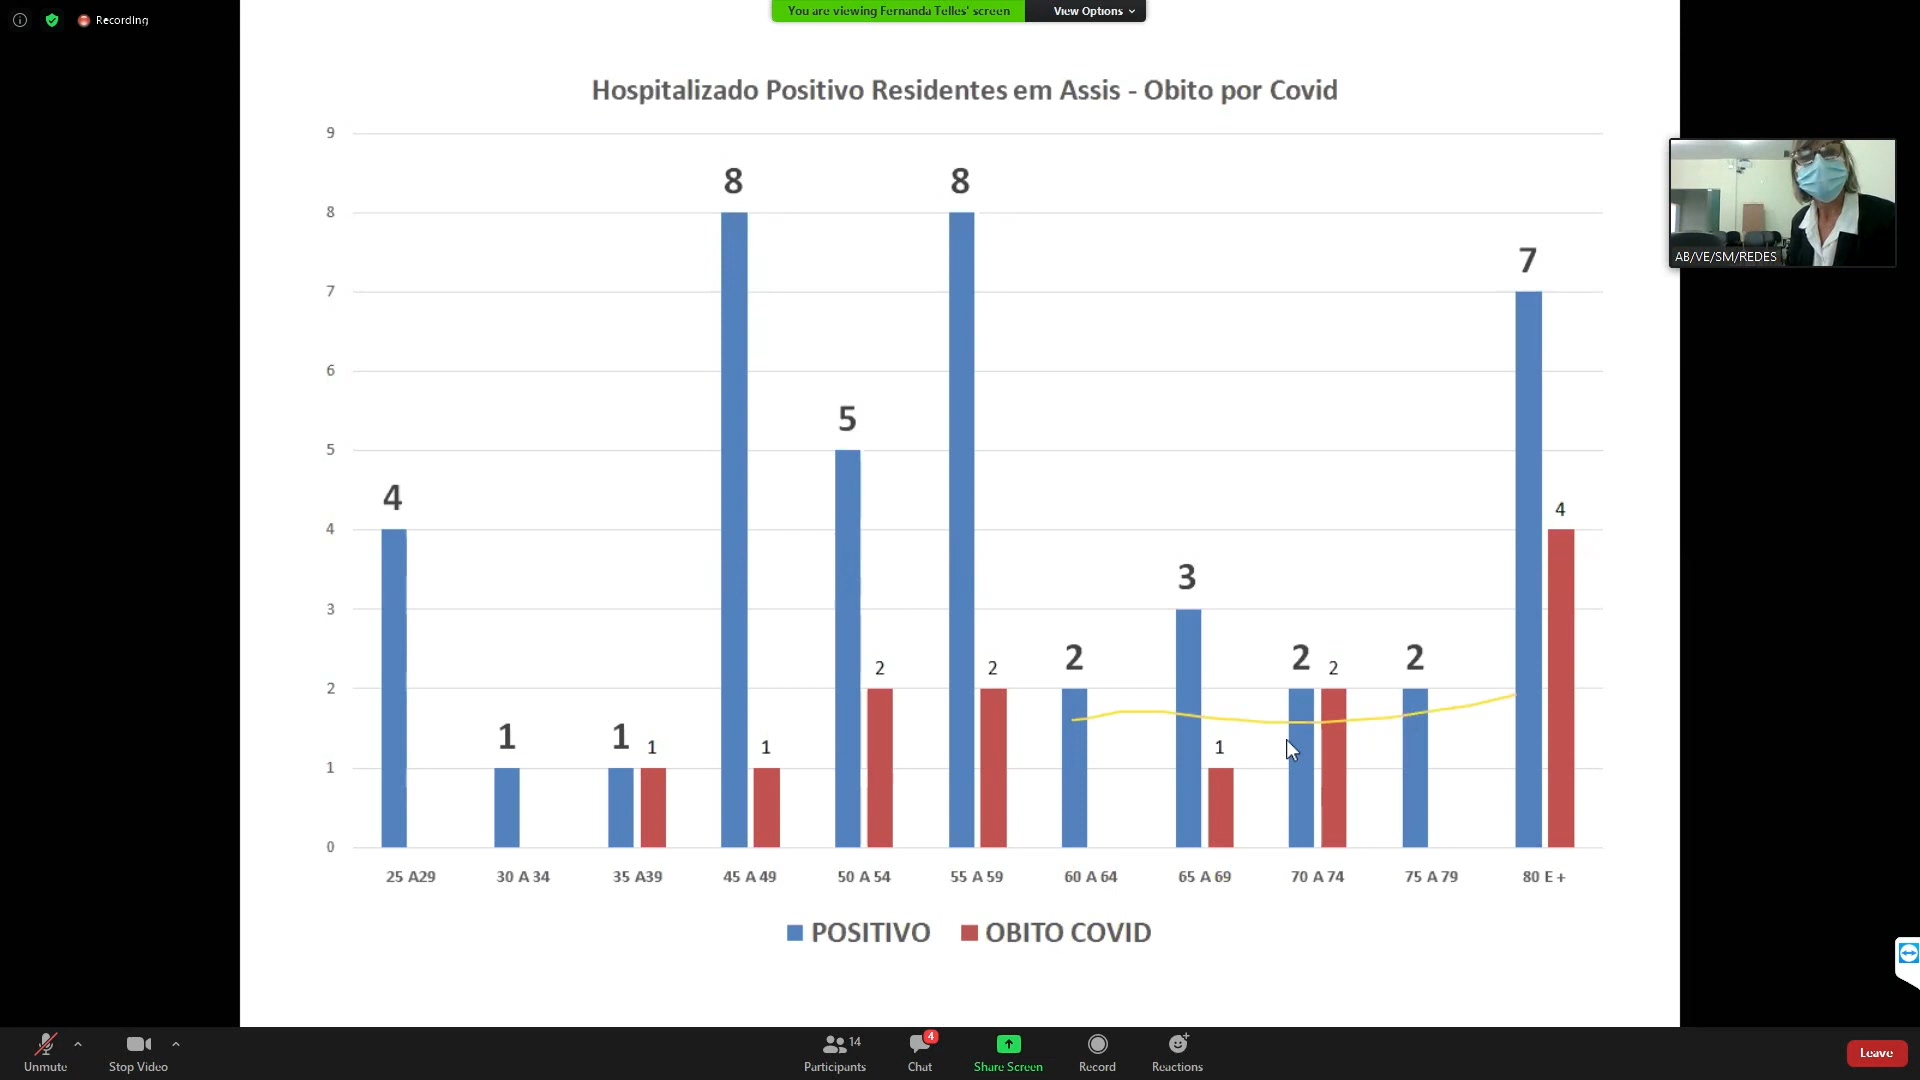 Recording
You are viewing Fernanda Telles' screen
View Options
Hospitalizado Positivo Residentes em Assis - Obito por Covid
9
8
7
6
5
4
3
2
1
0
4
1
1
1
8
1
5
2
8
2
2
3
1
2
2
2
7
4
25 A29
30 A 34
35 A39
45 A 49
50 A 54
55 A 59
60 A 64
65 A 69
70 A 74
75 A 79
80 E +
POSITIVO
OBITO COVID
AB/VE/SM/REDES
Unmute
Stop Video
14
Participants
4
Chat
Share Screen
Record
Reactions
Leave